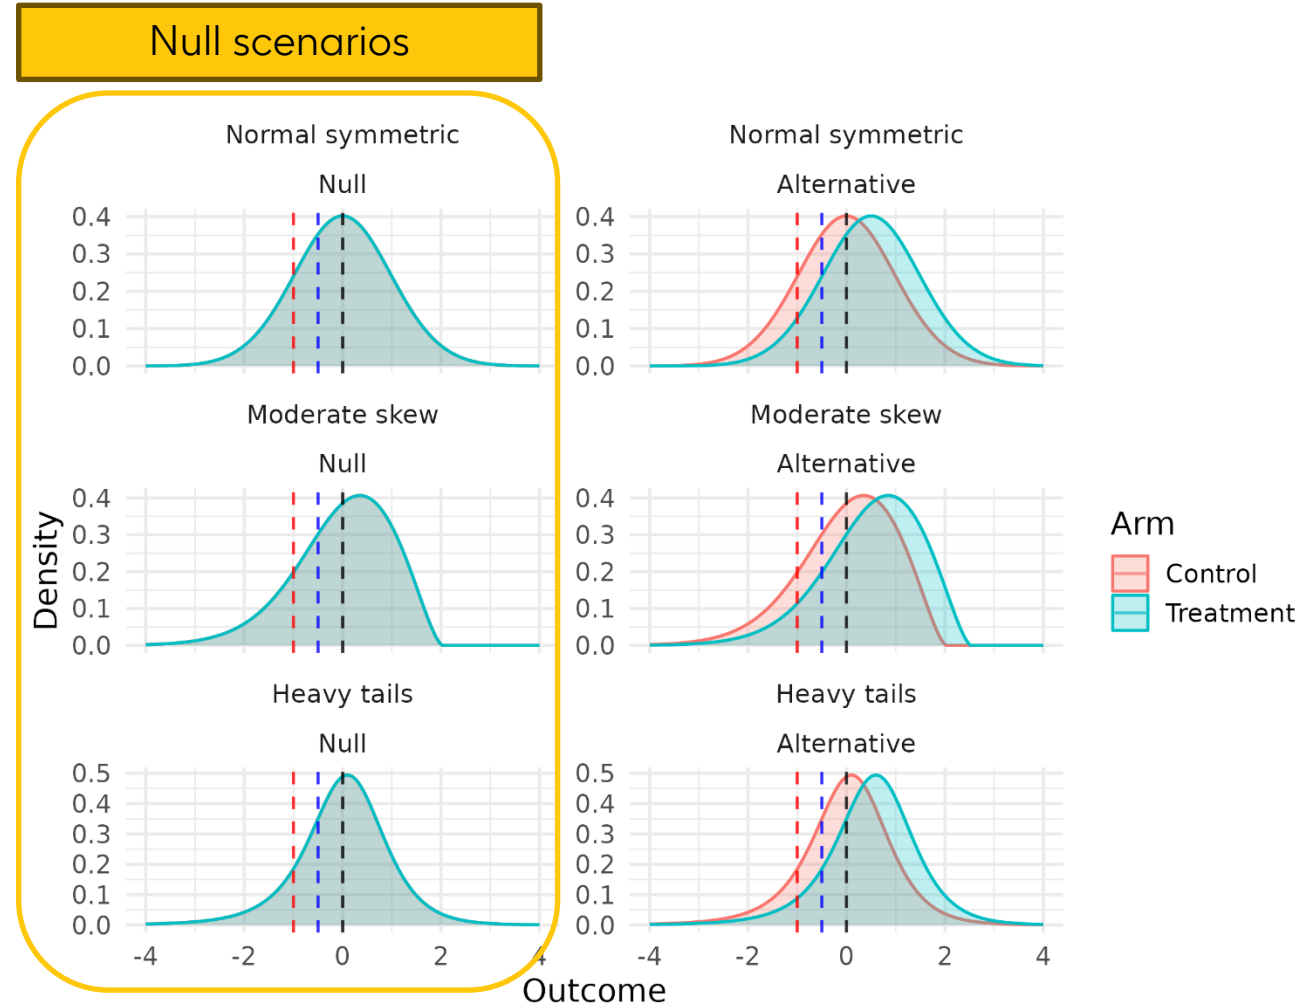 Null scenarios
Normal symmetric
Normal symmetric
Null
Alternative
0.4
0.3
0.2
0.1
0.0
0.4
0.3
0.2
0.1
0.0
-4 -2 0 2 4
Moderate skew
Moderate skew
Null
Alternative
0.4
0.3
0.2
0.1
0.0
0.4
0.3
0.2
0.1
0.0
Density
Heavy tails
Heavy tails
Null
Alternative
0.5
0.4
0.3
0.2
0.1
0.0
0.5
0.4
0.3
0.2
0.1
0.0
-4 -2 0 2 4
Outcome
Arm
Control
Treatment